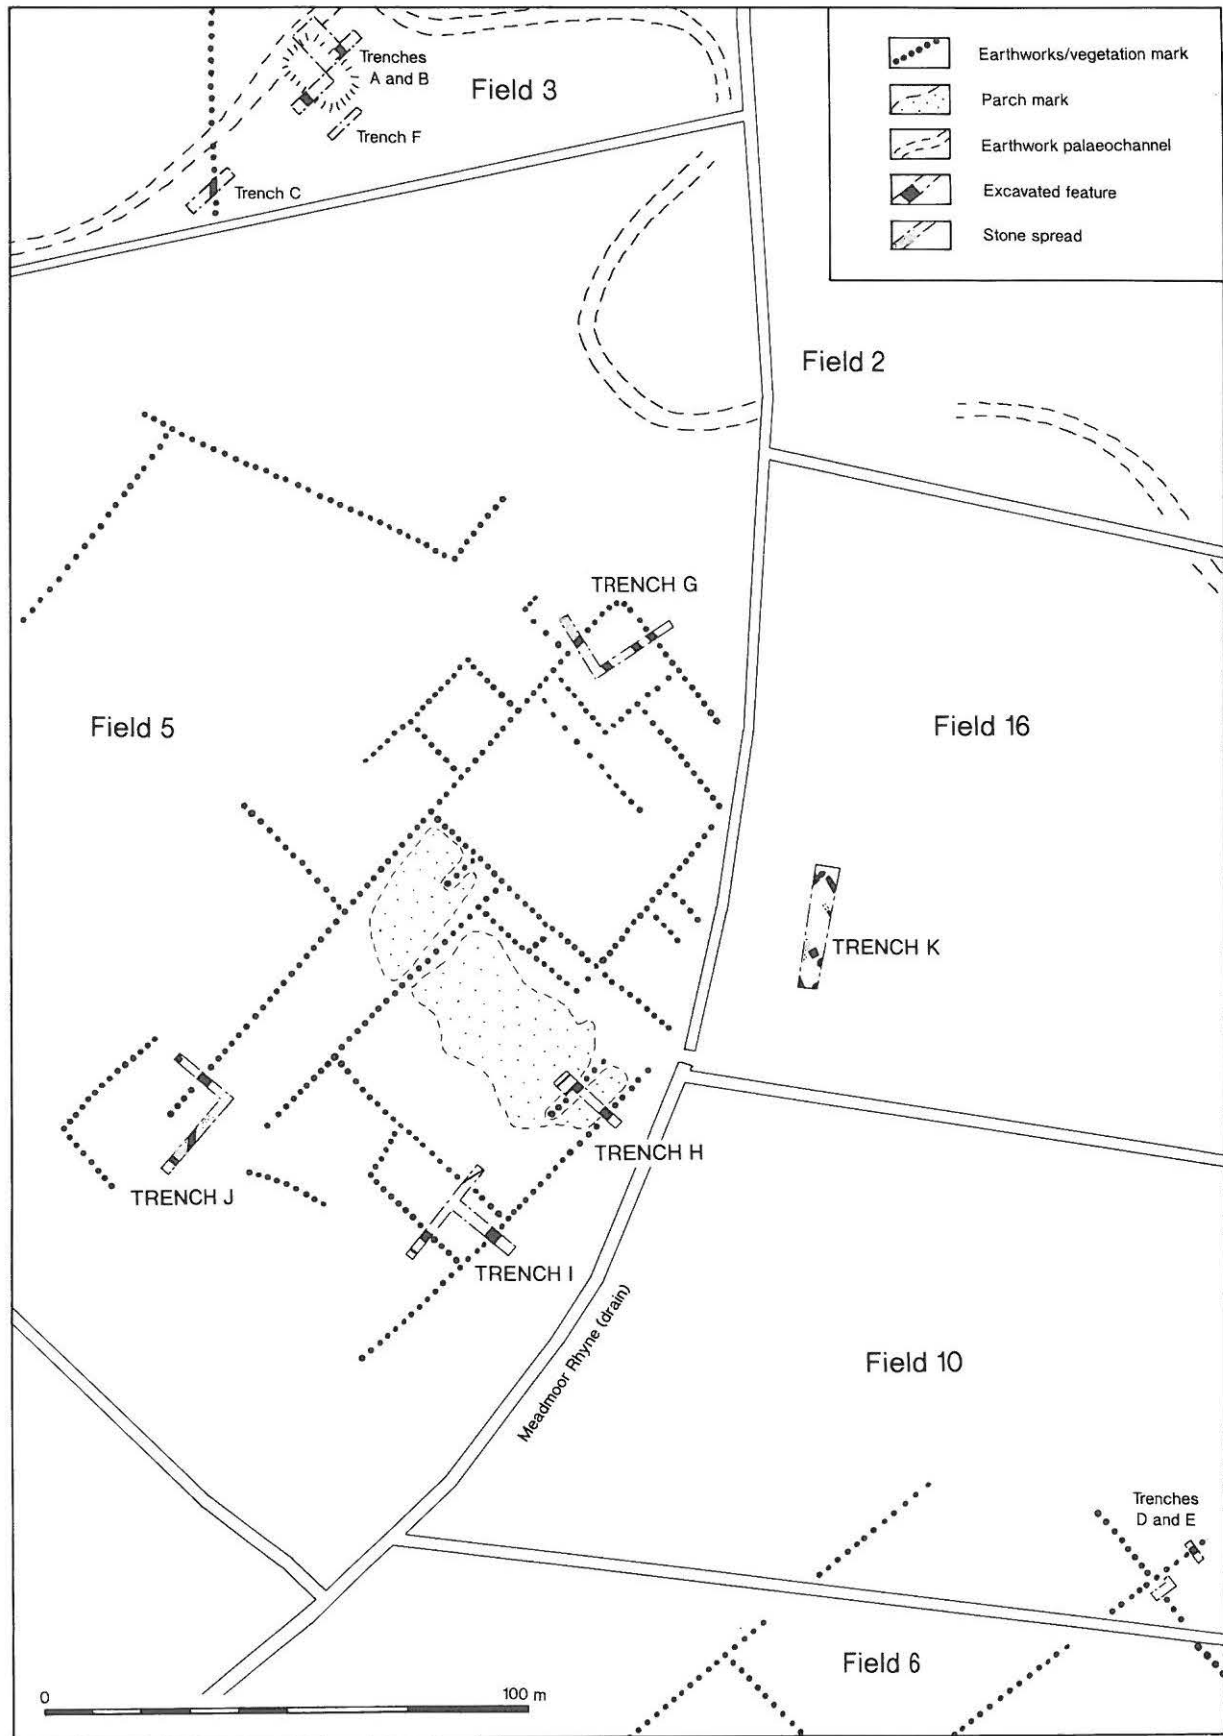 Earthworks/vegetation mark
Parch mark
Earthwork palaeochannel
Excavated feature
Stone spread
Trenches
A and B
Field 3
Trench F
Trench C
Field 2
TRENCH G
Field 5
Field 16
TRENCH K
TRENCH H
TRENCH J
TRENCH I
Meadmoor Rhyne (drain)
Field 10
Trenches
D and E
Field 6
0
100 m